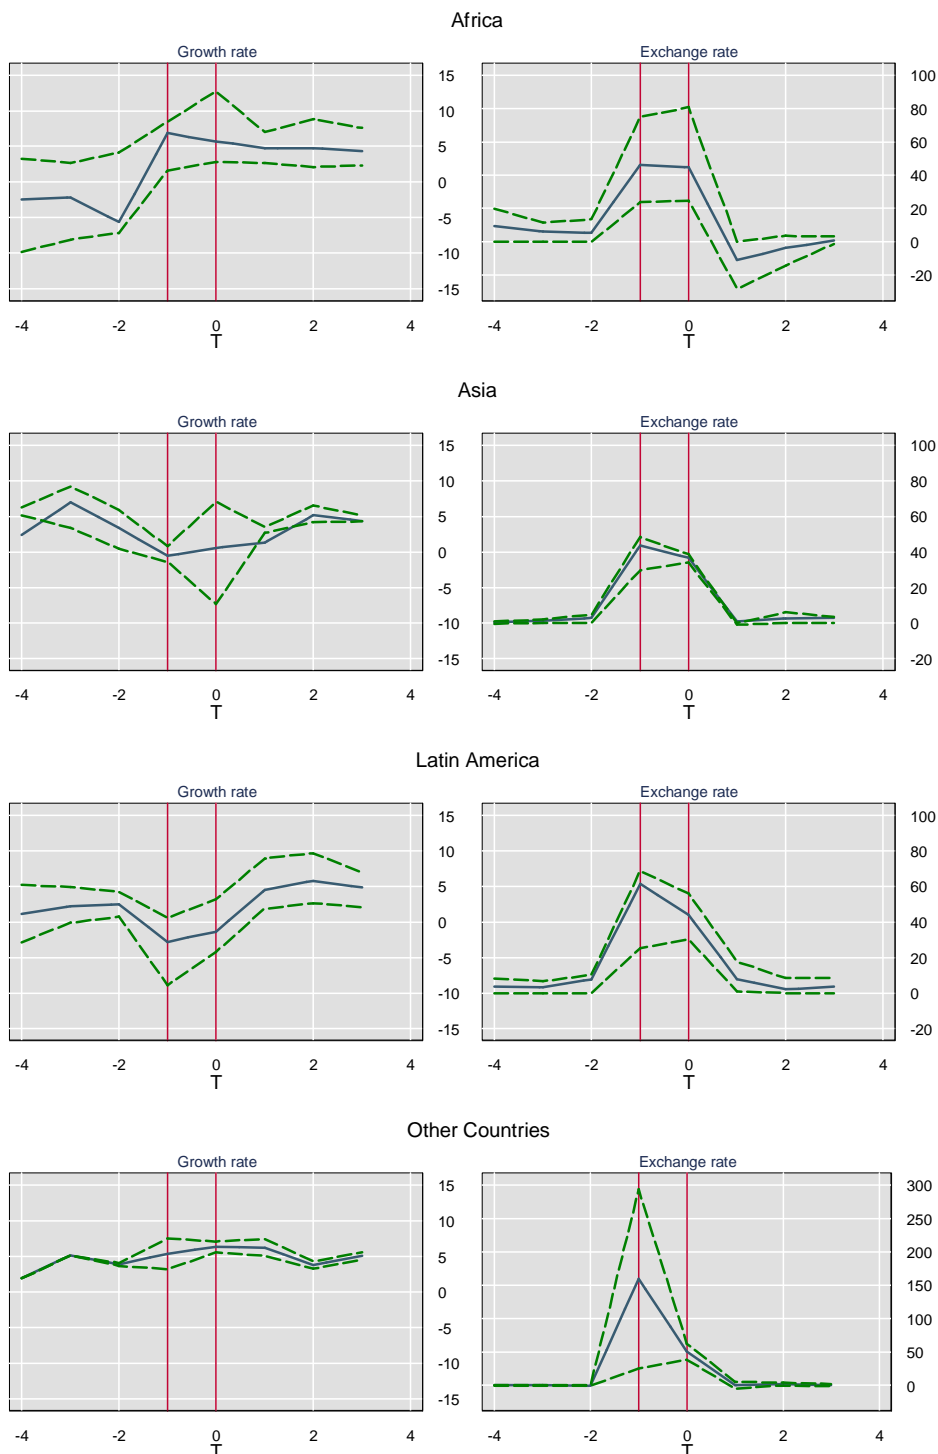 Africa
Growth rate Exchange rate
15 100
10 80
5 60
0 40
-5 20
-10 0
-15 -20
-4 -2 0 2 4 -4 -2 0 2 4
T T
Asia
Growth rate Exchange rate
15 100
10 80
5 60
0 40
-5 20
-10 0
-15 -20
-4 -2 0 2 4 -4 -2 0 2 4
T T
Latin America
Growth rate Exchange rate
15 100
10 80
5 60
0 40
-5 20
-10 0
-15 -20
-4 -2 0 2 4 -4 -2 0 2 4
T T
Other Countries
Growth rate Exchange rate
15 300
10 250
5 200
0 150
-5 100
-10 50
-15 0
-4 -2 0 2 4 -4 -2 0 2 4
T T